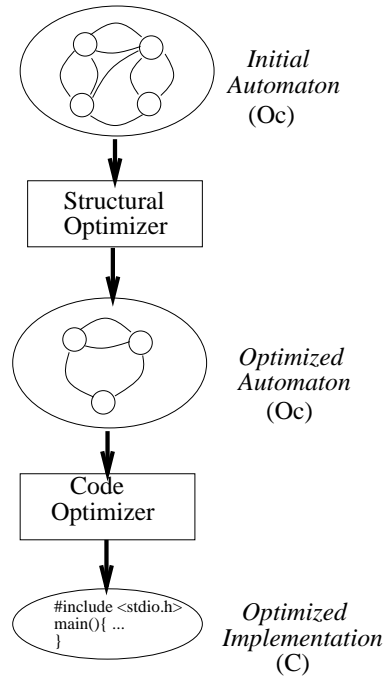 Initial
Automaton
(Oc)
Structural
Optimizer
Optimized
Automaton
(Oc)
Code
Optimizer
#include <stdio.h>
main(){ ...
}
Optimized
Implementation
(C)